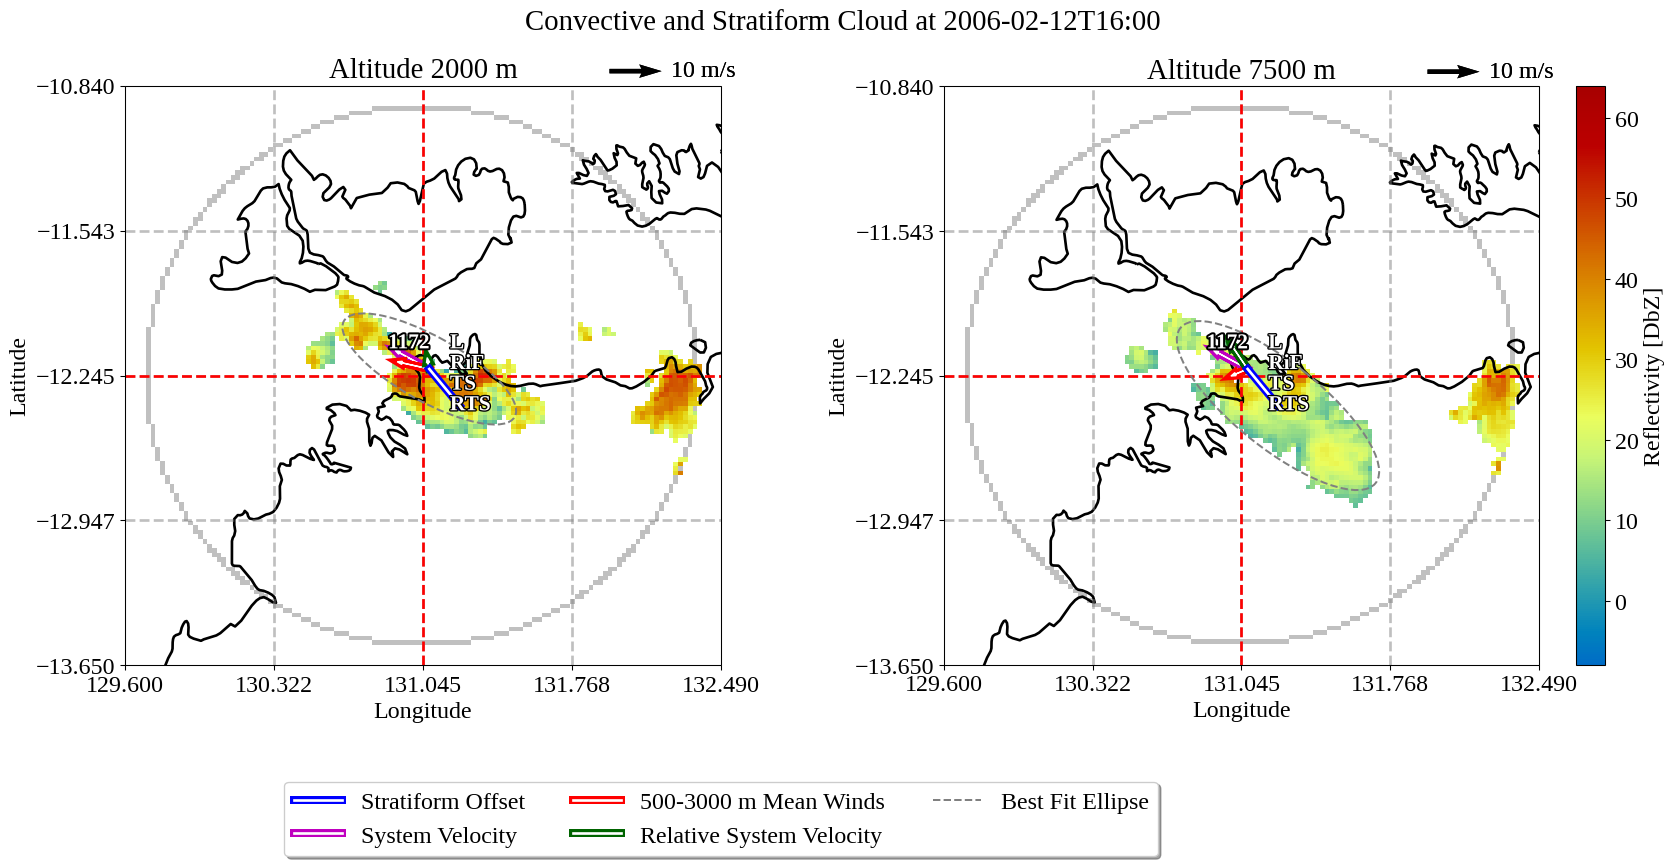 Convective and Stratiform Cloud at 2006-02-12T16:00
Altitude 2000 m
10 m/s
−10.840
−11.543
−12.245
−12.947
−13.650
129.600
130.322
131.045
131.768
132.490
Latitude
Longitude
1172
L
RiF
TS
RTS
Altitude 7500 m
10 m/s
−10.840
−11.543
−12.245
−12.947
−13.650
129.600
130.322
131.045
131.768
132.490
Latitude
Longitude
1172
L
RiF
TS
RTS
60
50
40
30
20
10
0
Reflectivity [DbZ]
Stratiform Offset
System Velocity
500-3000 m Mean Winds
Relative System Velocity
Best Fit Ellipse